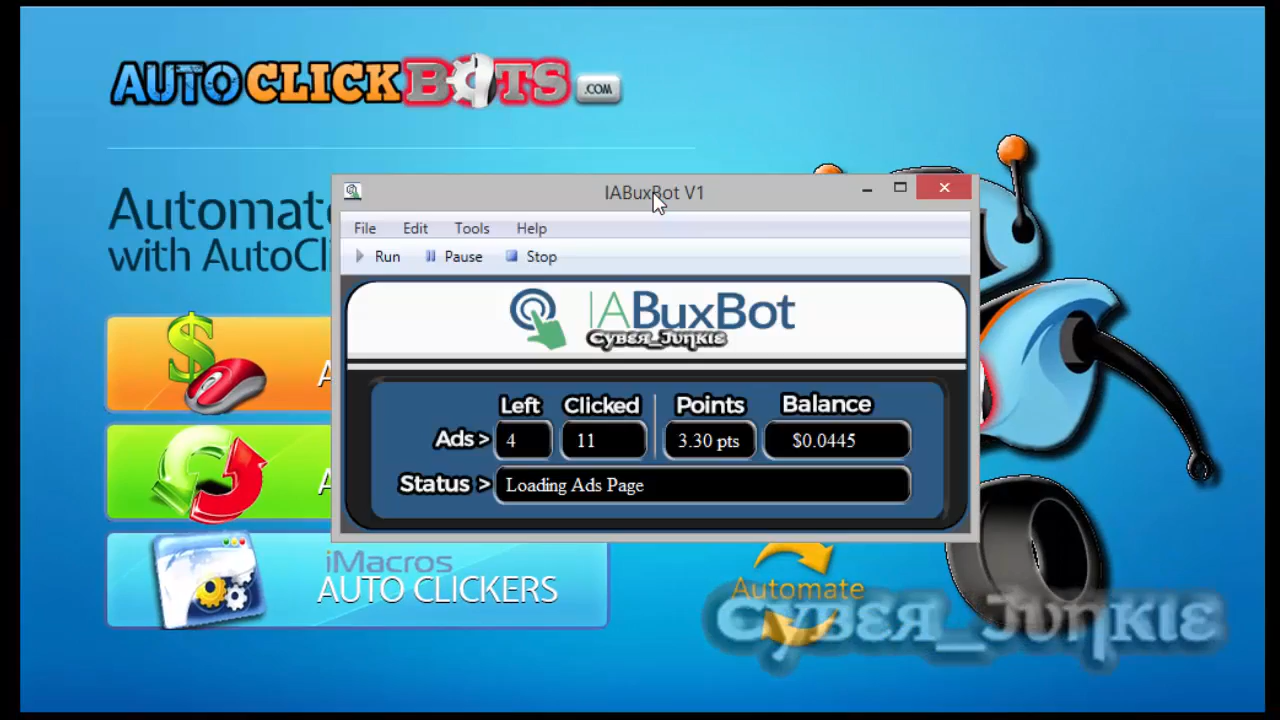 AUTOCLICKBOTS .COM
Automate
with AutoCli
IABuxBot V1
File Edit Tools Help
Run Pause Stop
IABuxBot
CYBER_JUNKIE
Left Clicked Points Balance
Ads > 4 11 3.30 pts $0.0445
Status > Loading Ads Page
A
A
iMacros
AUTO CLICKERS
Automate
CYBER_JUNKIE